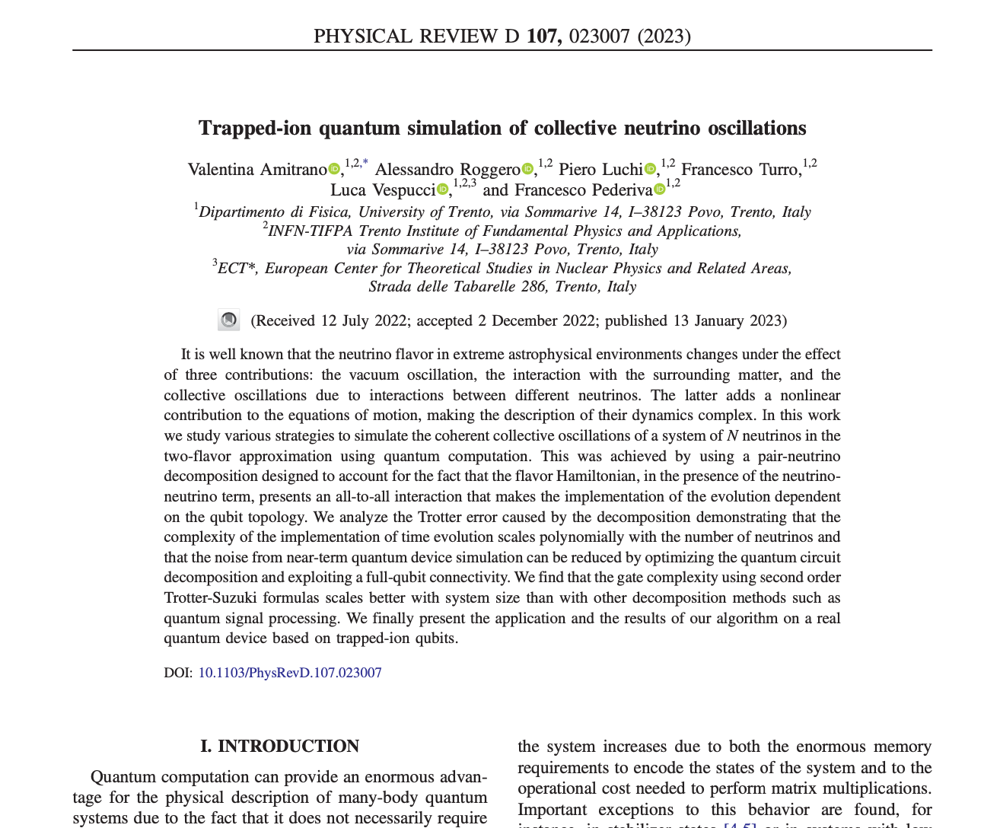 PHYSICAL REVIEW D 107, 023007 (2023)
Trapped-ion quantum simulation of collective neutrino oscillations
Valentina Amitrano,1,2,* Alessandro Roggero,1,2 Piero Luchi,1,2 Francesco Turro,1,2
Luca Vespucci,1,2,3 and Francesco Pederiva1,2
1Dipartimento di Fisica, University of Trento, via Sommarive 14, I–38123 Povo, Trento, Italy
2INFN-TIFPA Trento Institute of Fundamental Physics and Applications,
via Sommarive 14, I–38123 Povo, Trento, Italy
3ECT*, European Center for Theoretical Studies in Nuclear Physics and Related Areas,
Strada delle Tabarelle 286, Trento, Italy
(Received 12 July 2022; accepted 2 December 2022; published 13 January 2023)
It is well known that the neutrino flavor in extreme astrophysical environments changes under the effect
of three contributions: the vacuum oscillation, the interaction with the surrounding matter, and the
collective oscillations due to interactions between different neutrinos. The latter adds a nonlinear
contribution to the equations of motion, making the description of their dynamics complex. In this work
we study various strategies to simulate the coherent collective oscillations of a system of N neutrinos in the
two-flavor approximation using quantum computation. This was achieved by using a pair-neutrino
decomposition designed to account for the fact that the flavor Hamiltonian, in the presence of the neutrino-
neutrino term, presents an all-to-all interaction that makes the implementation of the evolution dependent
on the qubit topology. We analyze the Trotter error caused by the decomposition demonstrating that the
complexity of the implementation of time evolution scales polynomially with the number of neutrinos and
that the noise from near-term quantum device simulation can be reduced by optimizing the quantum circuit
decomposition and exploiting a full-qubit connectivity. We find that the gate complexity using second order
Trotter-Suzuki formulas scales better with system size than with other decomposition methods such as
quantum signal processing. We finally present the application and the results of our algorithm on a real
quantum device based on trapped-ion qubits.
DOI: 10.1103/PhysRevD.107.023007
I. INTRODUCTION
Quantum computation can provide an enormous advan-
tage for the physical description of many-body quantum
systems due to the fact that it does not necessarily require
the system increases due to both the enormous memory
requirements to encode the states of the system and to the
operational cost needed to perform matrix multiplications.
Important exceptions to this behavior are found, for
instance, in stabilizer states [4,5] or in systems with low